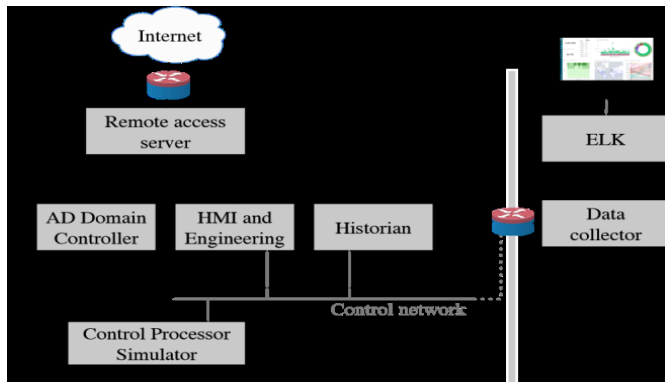 Internet
Remote access
server
ELK
AD Domain
Controller
HMI and
Engineering
Historian
Data
collector
Control network
Control Processor
Simulator